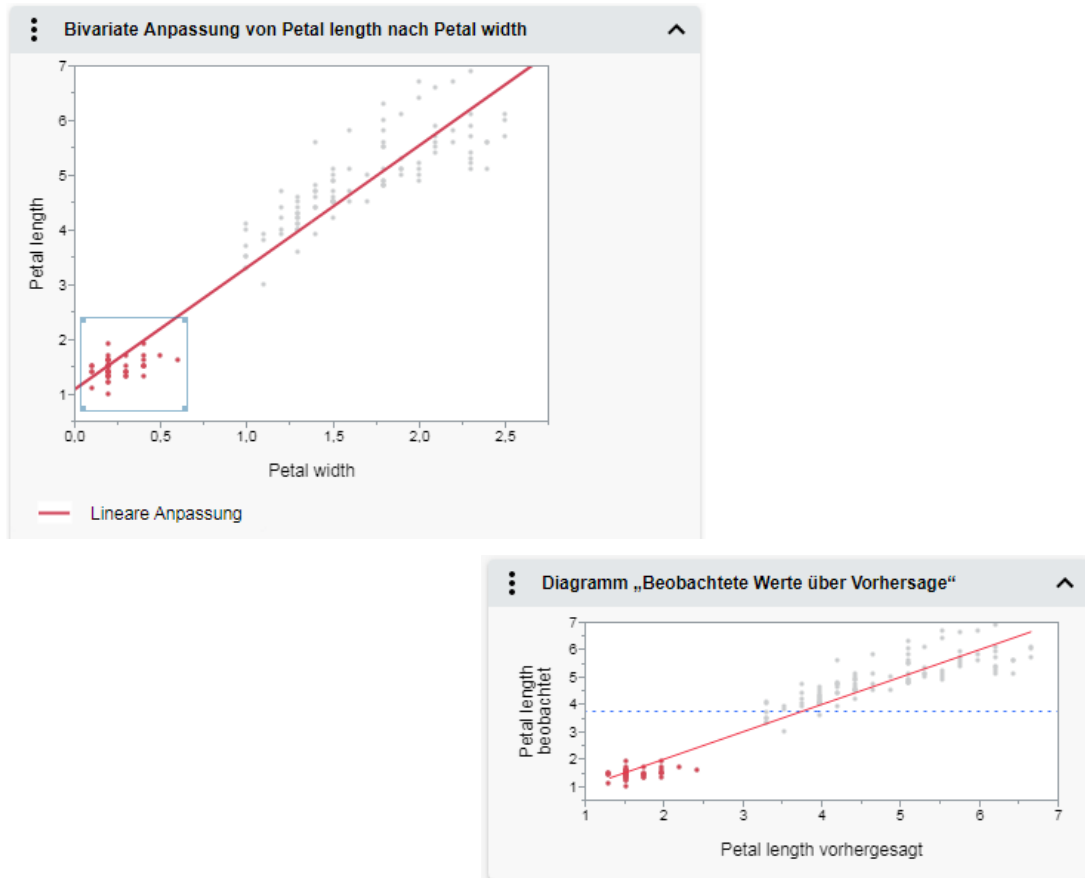 Bivariate Anpassung von Petal length nach Petal width
7
6
5
4
3
2
1
Petal length
0,0 0,5 1,0 1,5 2,0 2,5
Petal width
Lineare Anpassung
Diagramm „Beobachtete Werte über Vorhersage“
7
6
5
4
3
2
1
Petal length
beobachtet
1 2 3 4 5 6 7
Petal length vorhergesagt